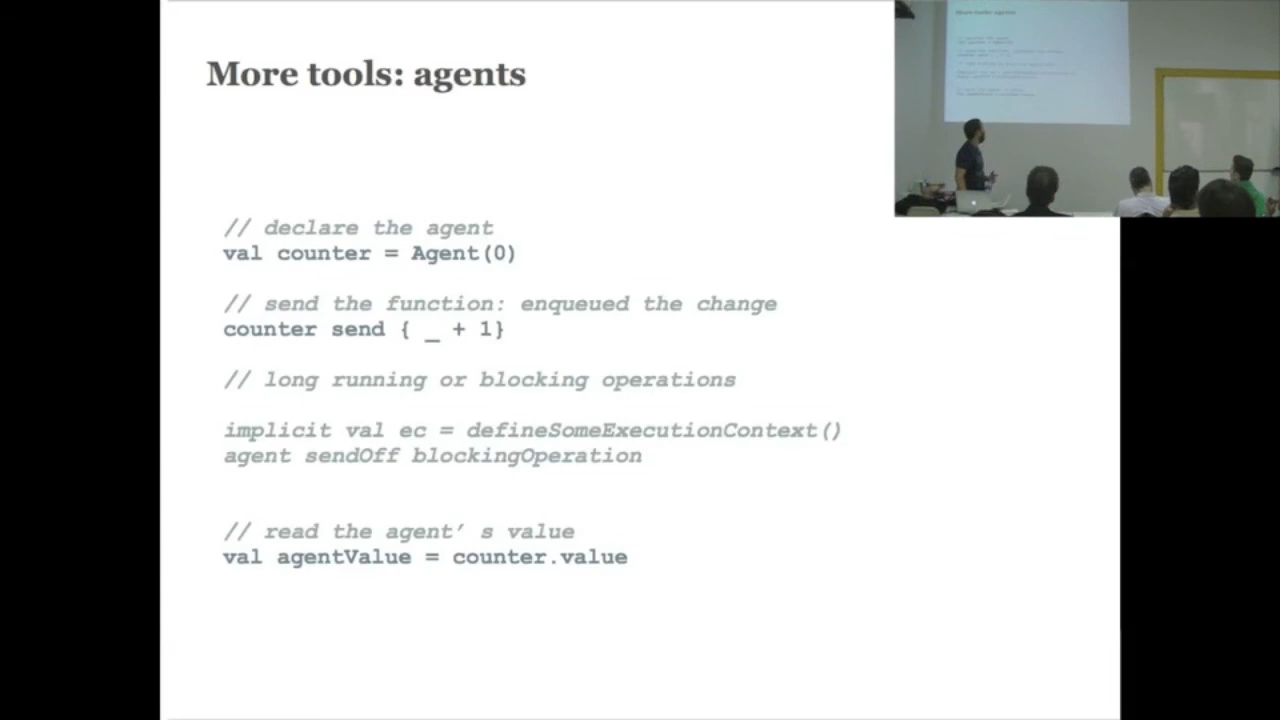 More tools: agents
// declare the agent
val counter = Agent(0)
// send the function: enqueued the change
counter send { _ + 1}
// long running or blocking operations
implicit val ec = defineSomeExecutionContext()
agent sendOff blockingOperation
// read the agent’ s value
val agentValue = counter.value